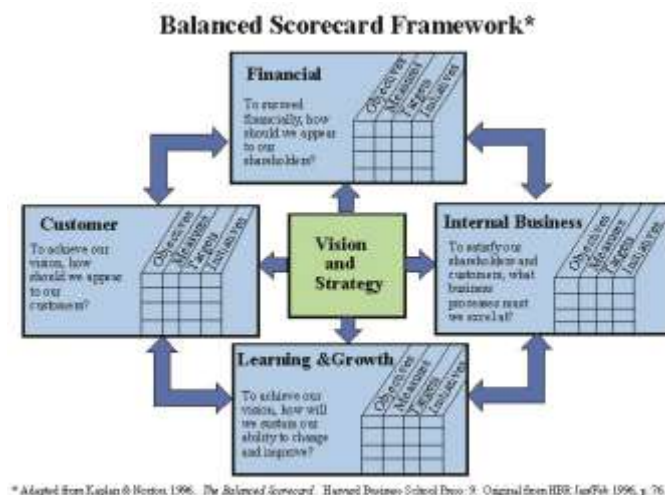 Balanced Scorecard Framework*
Financial
To succeed
financially, how
should we appear
to our
shareholders?
Objectives
Measures
Targets
Initiatives
Customer
To achieve our
vision, how
should we appear
to our
customers?
Objectives
Measures
Targets
Initiatives
Vision
and
Strategy
Internal Business
To satisfy our
shareholders and
customers, what
business
processes must
we excel at?
Objectives
Measures
Targets
Initiatives
Learning &Growth
To achieve our
vision, how will
we sustain our
ability to change
and improve?
Objectives
Measures
Targets
Initiatives
* Adapted from Kaplan & Norton 1996. The Balanced Scorecard. Harvard Business School Press: 9. Original from HBR Jan/Feb 1996, p. 76.